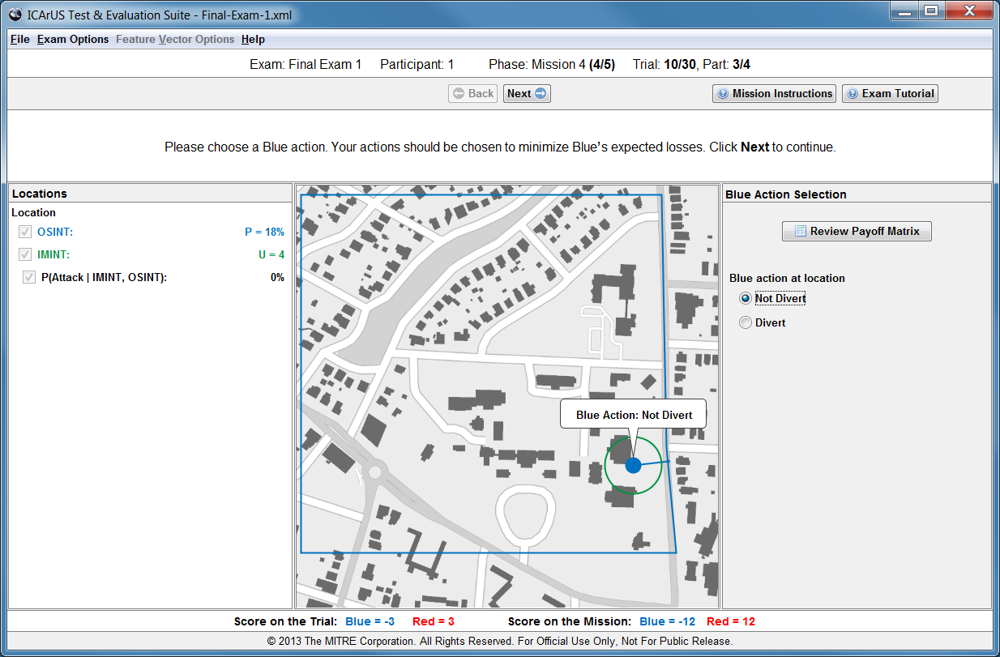 ICArUS Test & Evaluation Suite - Final-Exam-1.xml
File Exam Options Feature Vector Options Help
Exam: Final Exam 1 Participant: 1 Phase: Mission 4 (4/5) Trial: 10/30, Part: 3/4
Back Next Mission Instructions Exam Tutorial
Please choose a Blue action. Your actions should be chosen to minimize Blue's expected losses. Click Next to continue.
Locations
Location
OSINT: P = 18%
IMINT: U = 4
P(Attack | IMINT, OSINT): 0%
Blue Action: Not Divert
Blue Action Selection
Review Payoff Matrix
Blue action at location
Not Divert
Divert
Score on the Trial: Blue = -3 Red = 3 Score on the Mission: Blue = -12 Red = 12
© 2013 The MITRE Corporation. All Rights Reserved. For Official Use Only, Not For Public Release.